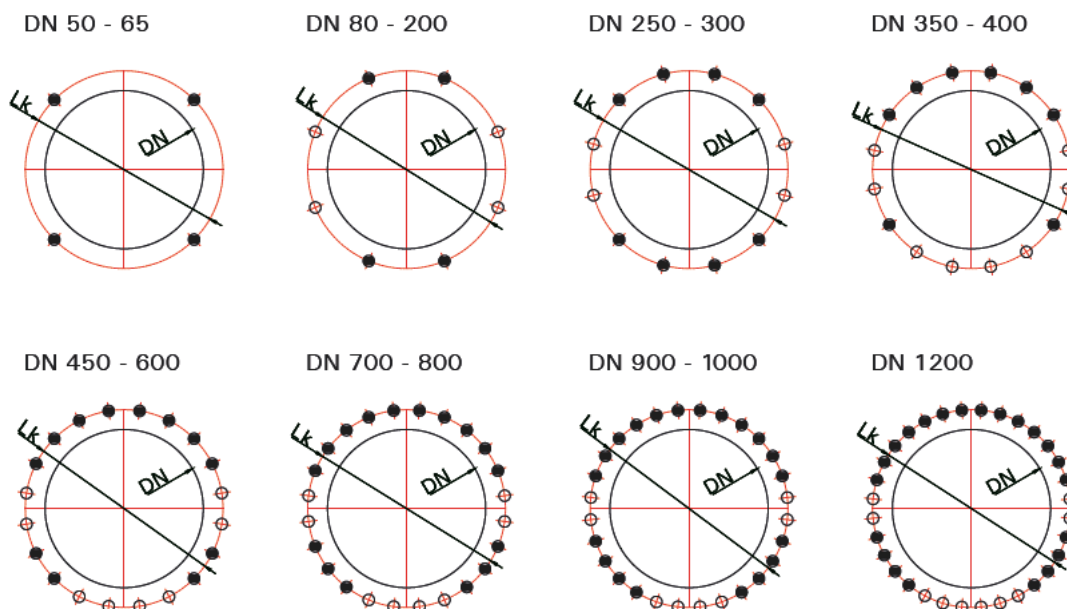 DN 50 - 65
DN 80 - 200
DN 250 - 300
DN 350 - 400
Lk
DN
Lk
DN
Lk
DN
Lk
DN
DN 450 - 600
DN 700 - 800
DN 900 - 1000
DN 1200
Lk
DN
Lk
DN
Lk
DN
Lk
DN